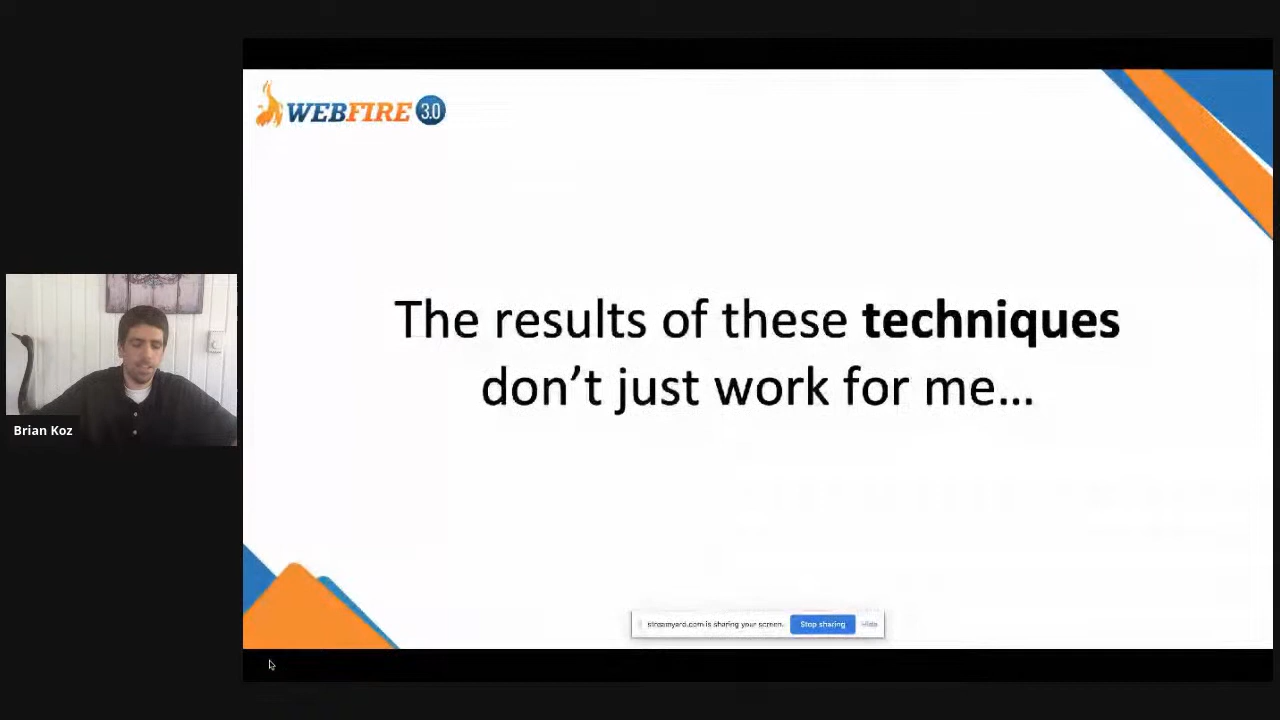 WEBFIRE 3.0
The results of these techniques
don’t just work for me...
Brian Koz
streamyard.com is sharing your screen. Stop sharing Hide